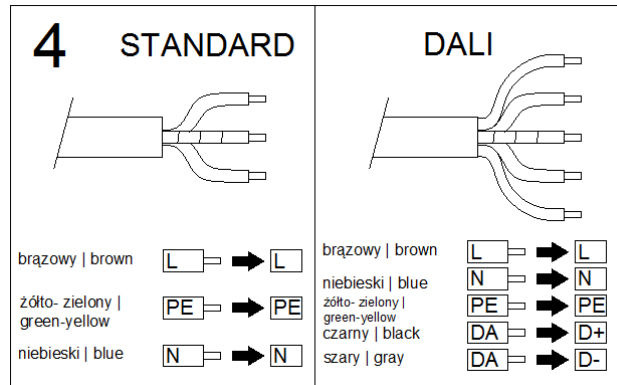 4 STANDARD
brązowy | brown L L
żółto- zielony |
green-yellow PE PE
niebieski | blue N N
DALI
brązowy | brown L L
niebieski | blue N N
żółto- zielony |
green-yellow PE PE
czarny | black DA D+
szary | gray DA D-